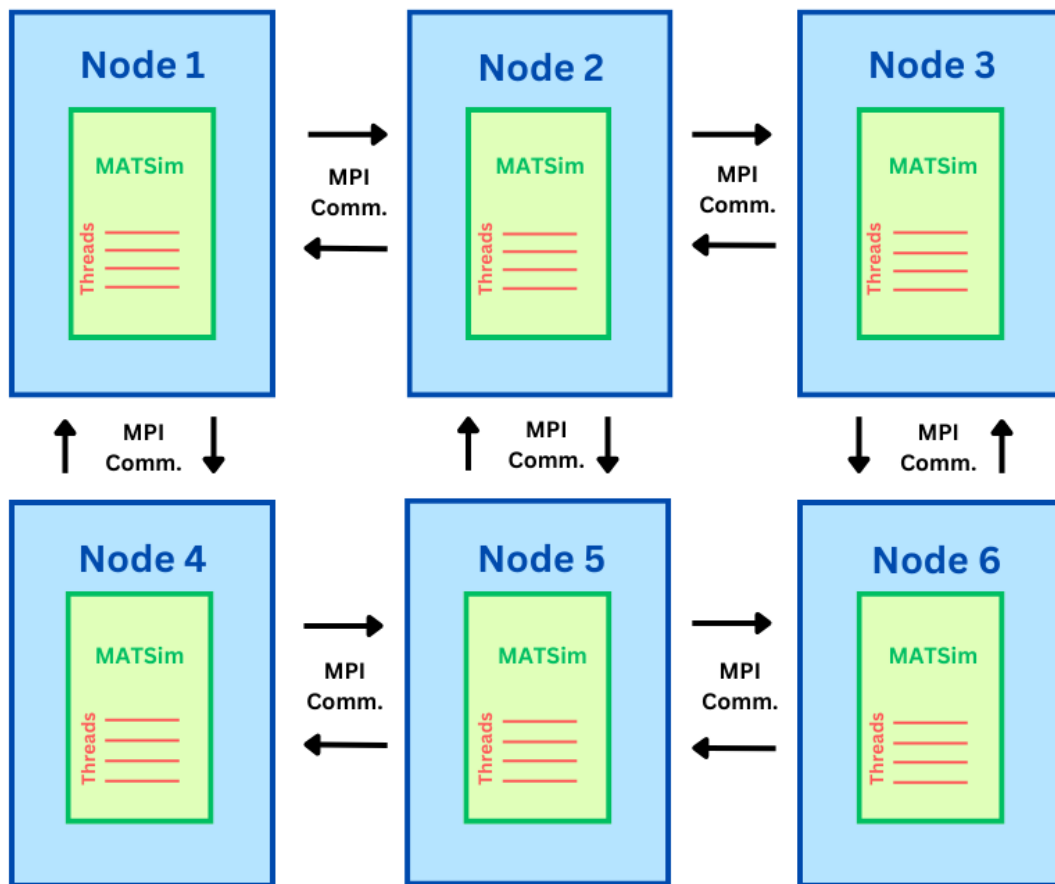 Node 1
MATSim
Threads
MPI
Comm.
Node 2
MATSim
Threads
MPI
Comm.
Node 3
MATSim
Threads
MPI
Comm.
MPI
Comm.
MPI
Comm.
Node 4
MATSim
Threads
MPI
Comm.
Node 5
MATSim
Threads
MPI
Comm.
Node 6
MATSim
Threads